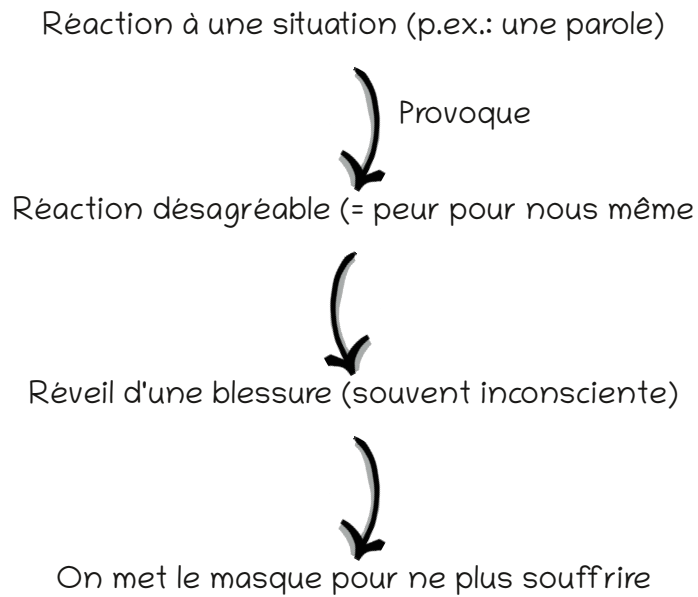 Réaction à une situation (p.ex.: une parole)
Provoque
Réaction désagréable (= peur pour nous même
Réveil d'une blessure (souvent inconsciente)
On met le masque pour ne plus souffrire